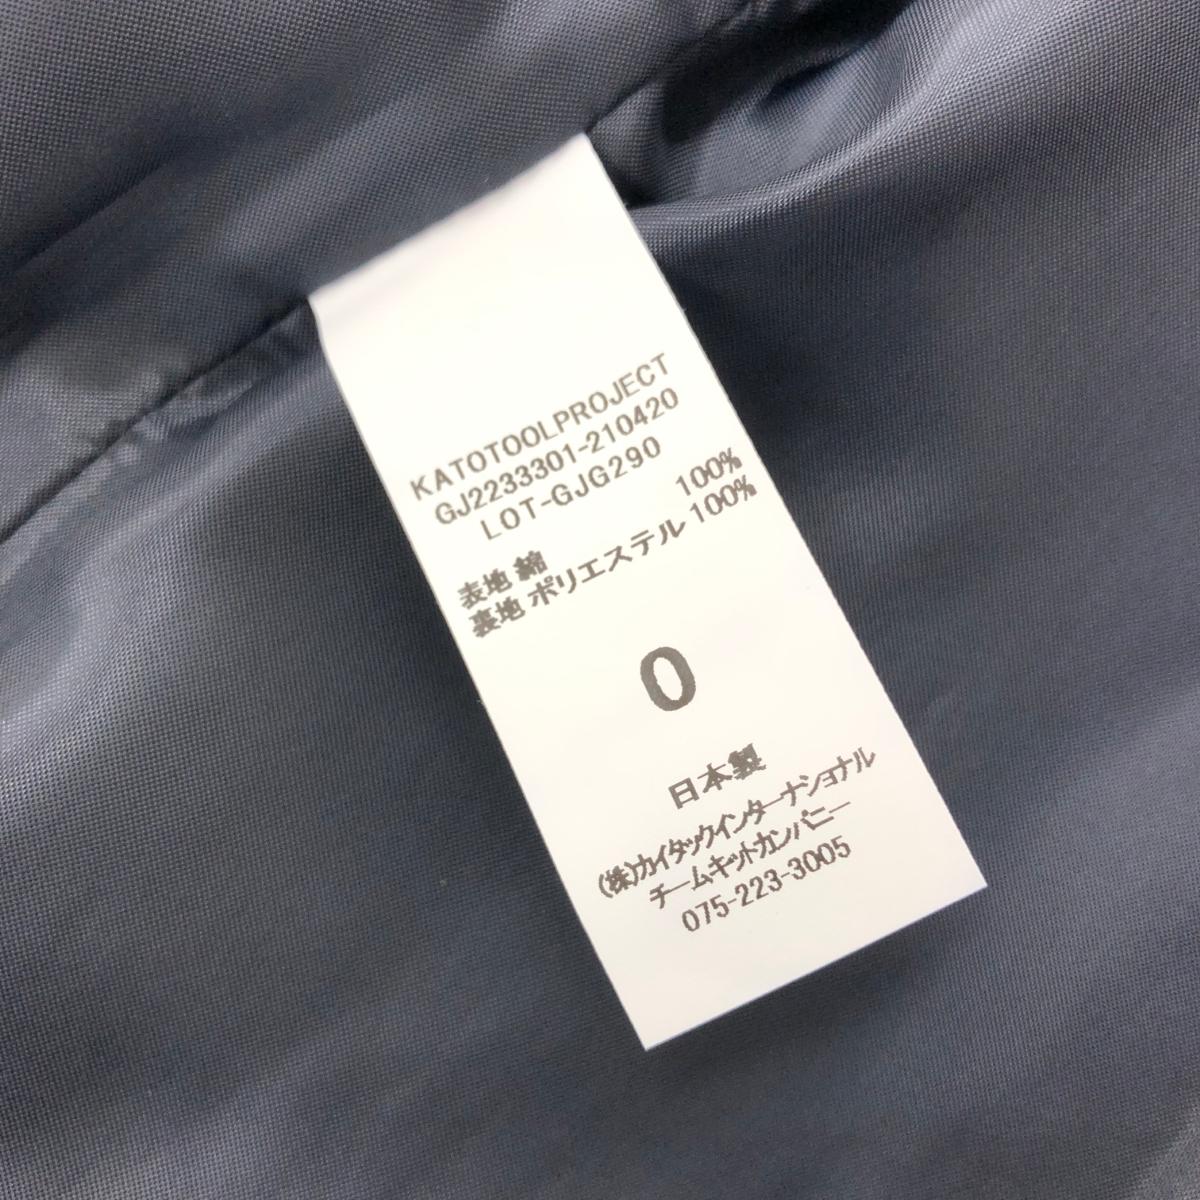 KATOTOOLPROJECT
GJ2233301-210420
LOT-GJG290
表地 綿 100%
裏地 ポリエステル 100%
0
日本製
(株)カイタックインターナショナル
チームキットカンパニー
075-223-3005